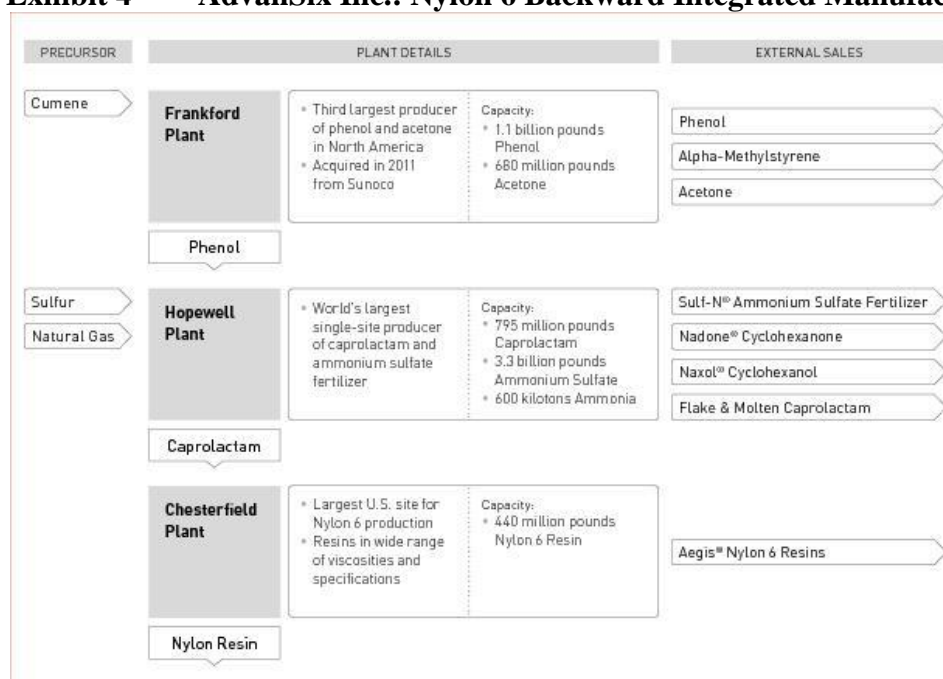 Exhibit 4 AdvanSix Inc.: Nylon 6 Backward Integrated Manufac
PRECURSOR
PLANT DETAILS
EXTERNAL SALES
Cumene
Frankford
Plant
• Third largest producer
of phenol and acetone
in North America
• Acquired in 2011
from Sunoco
Capacity:
• 1.1 billion pounds
Phenol
• 680 million pounds
Acetone
Phenol
Alpha-Methylstyrene
Acetone
Phenol
Sulfur
Natural Gas
Hopewell
Plant
• World's largest
single-site producer
of caprolactam and
ammonium sulfate
fertilizer
Capacity:
• 795 million pounds
Caprolactam
• 3.3 billion pounds
Ammonium Sulfate
• 600 kilotons Ammonia
Sulf-N® Ammonium Sulfate Fertilizer
Nadone® Cyclohexanone
Naxol® Cyclohexanol
Flake & Molten Caprolactam
Caprolactam
Chesterfield
Plant
• Largest U.S. site for
Nylon 6 production
• Resins in wide range
of viscosities and
specifications
Capacity:
• 440 million pounds
Nylon 6 Resin
Aegis® Nylon 6 Resins
Nylon Resin